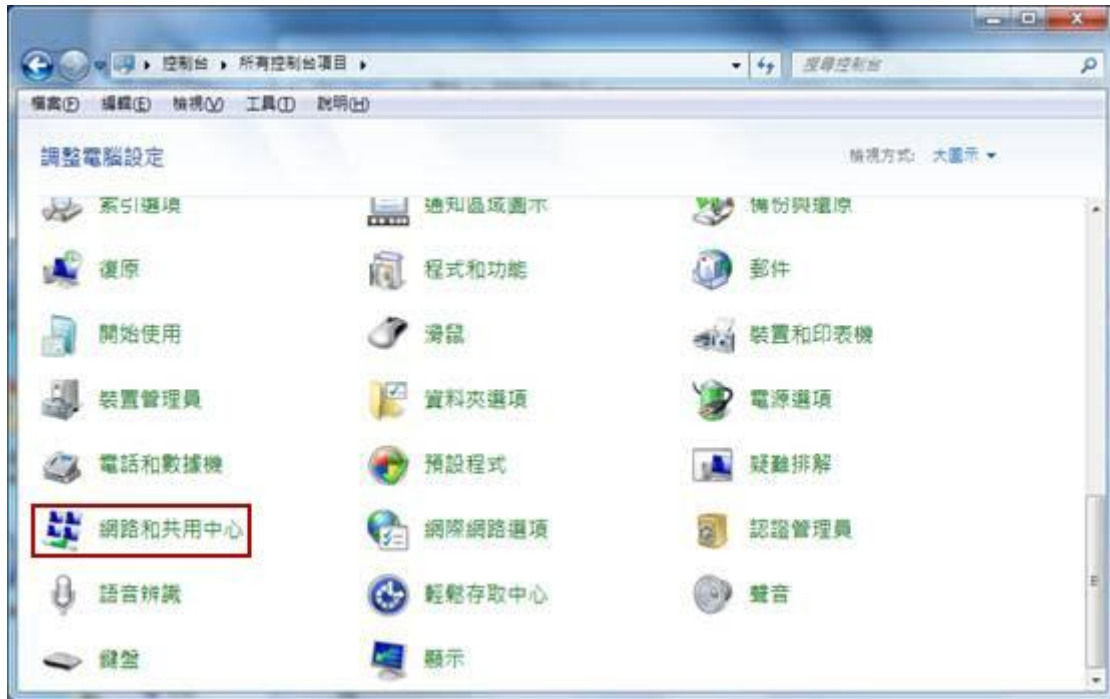 控制台 ▸ 所有控制台項目 ▸ 搜尋控制台
檔案(F) 編輯(E) 檢視(V) 工具(T) 說明(H)
調整電腦設定 檢視方式: 大圖示
索引選項 通知區域圖示 備份與還原
復原 程式和功能 郵件
開始使用 滑鼠 裝置和印表機
裝置管理員 資料夾選項 電源選項
電話和數據機 預設程式 疑難排解
網路和共用中心 網際網路選項 認證管理員
語音辨識 輕鬆存取中心 聲音
鍵盤 顯示